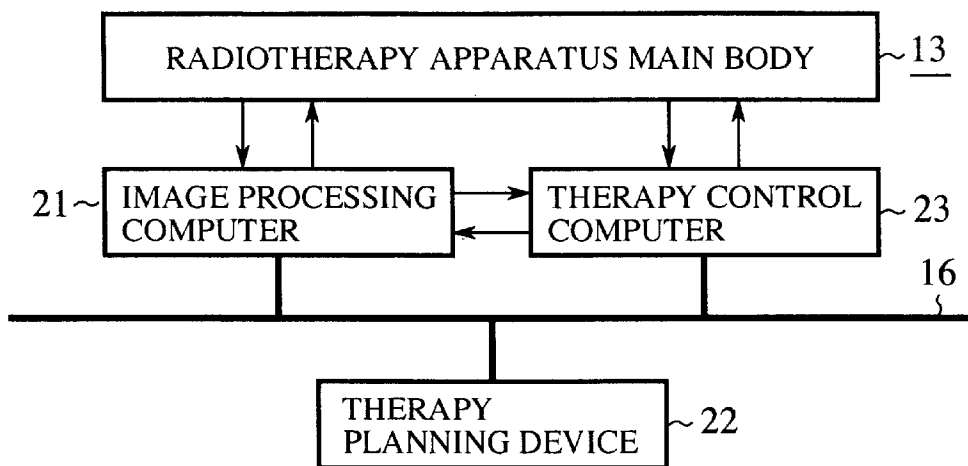 RADIOTHERAPY APPARATUS MAIN BODY
13
21
IMAGE PROCESSING
COMPUTER
THERAPY CONTROL
COMPUTER
23
16
THERAPY
PLANNING DEVICE
22